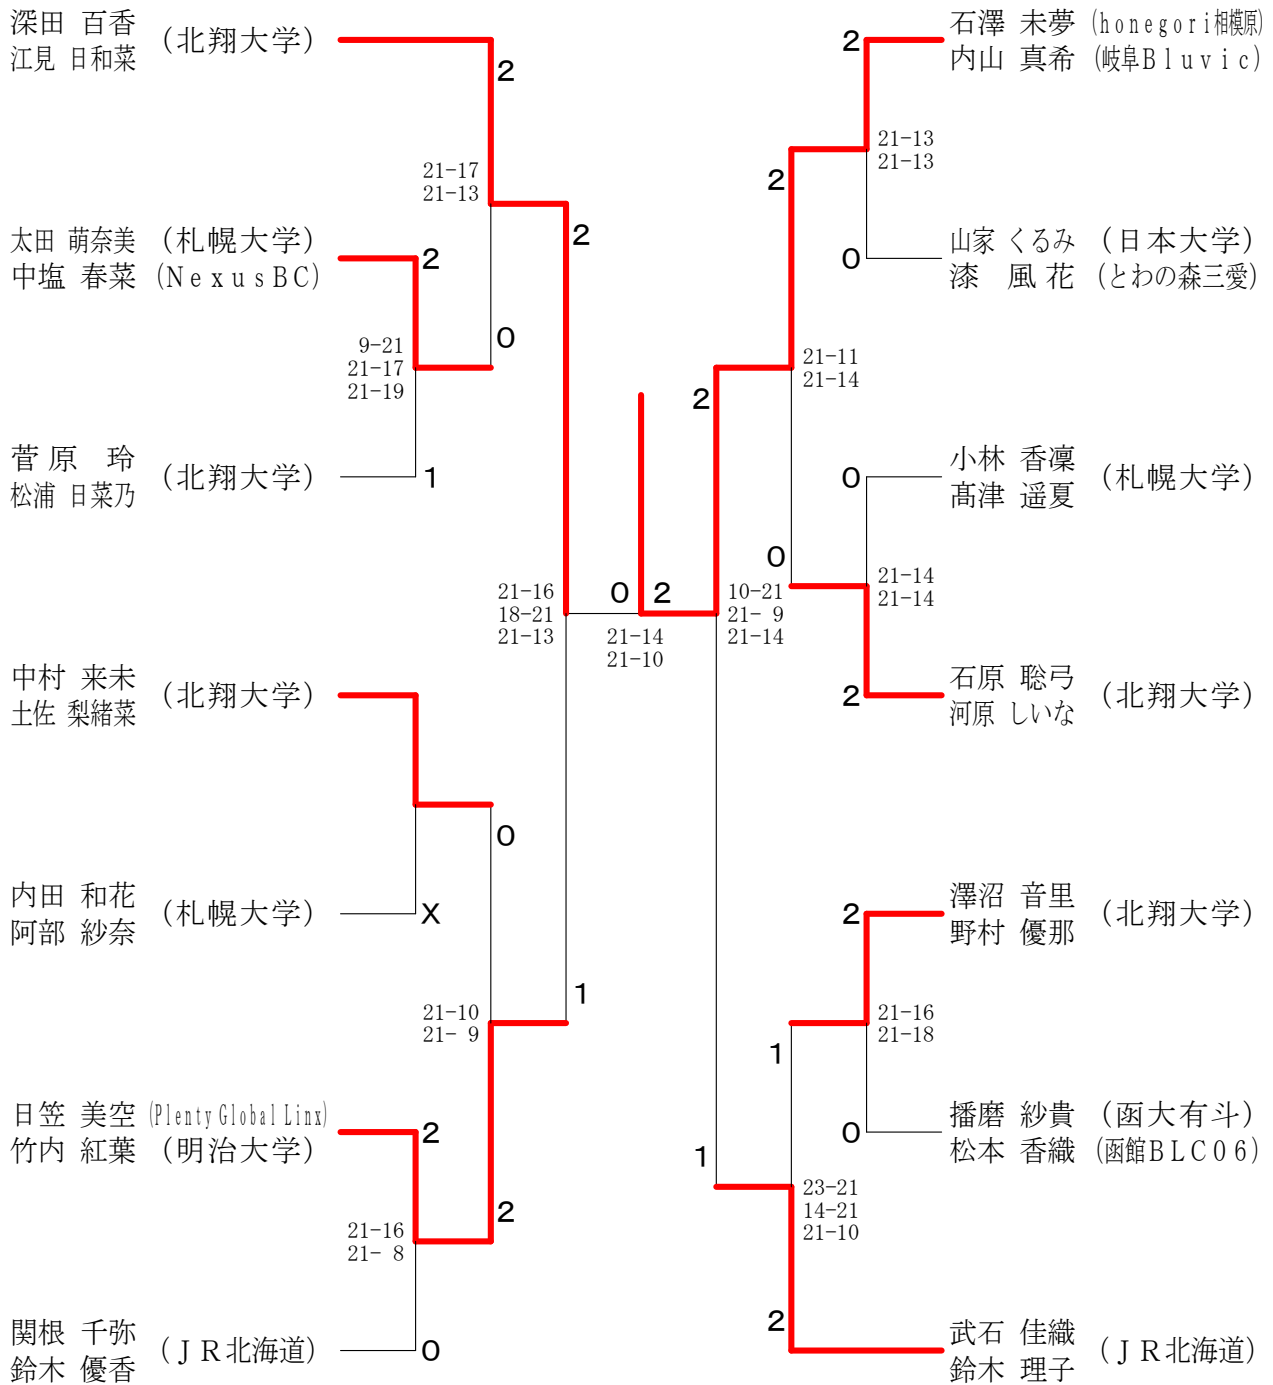 深田 百香 (北翔大学)
江見 日和菜
2
21-17
21-13
太田 萌奈美 (札幌大学)
中塩 春菜 (NexusBC)
2
2
0
9-21
21-17
21-19
菅原 玲 (北翔大学)
松浦 日菜乃
1
21-16
18-21
21-13
中村 来未 (北翔大学)
土佐 梨緒菜
0
内田 和花 (札幌大学)
阿部 紗奈
X
1
21-10
21- 9
日笠 美空 (Plenty Global Linx)
竹内 紅葉 (明治大学)
2
2
21-16
21- 8
関根 千弥 (JR北海道)
鈴木 優香
0
0 2
21-14
21-10
石澤 未夢 (honegori相模原)
内山 真希 (岐阜Bluvic)
2
21-13
21-13
2
山家 くるみ (日本大学)
漆 風花 (とわの森三愛)
0
21-11
21-14
2
小林 香凜 (札幌大学)
髙津 遥夏
0
0
21-14
21-14
10-21
21- 9
21-14
石原 聡弓 (北翔大学)
河原 しいな
2
澤沼 音里 (北翔大学)
野村 優那
2
21-16
21-18
1
播磨 紗貴 (函大有斗)
松本 香織 (函館BLC06)
0
1
23-21
14-21
21-10
武石 佳織 (JR北海道)
鈴木 理子
2